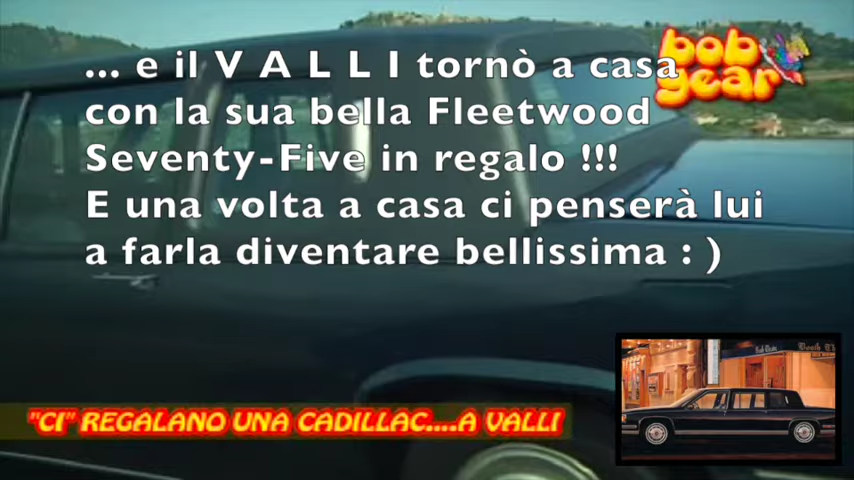 ... e il V A L L I tornò a casa
con la sua bella Fleetwood
Seventy-Five in regalo !!!
E una volta a casa ci penserà lui
a farla diventare bellissima : )
bob
gear
"CI" REGALANO UNA CADILLAC....A VALLI